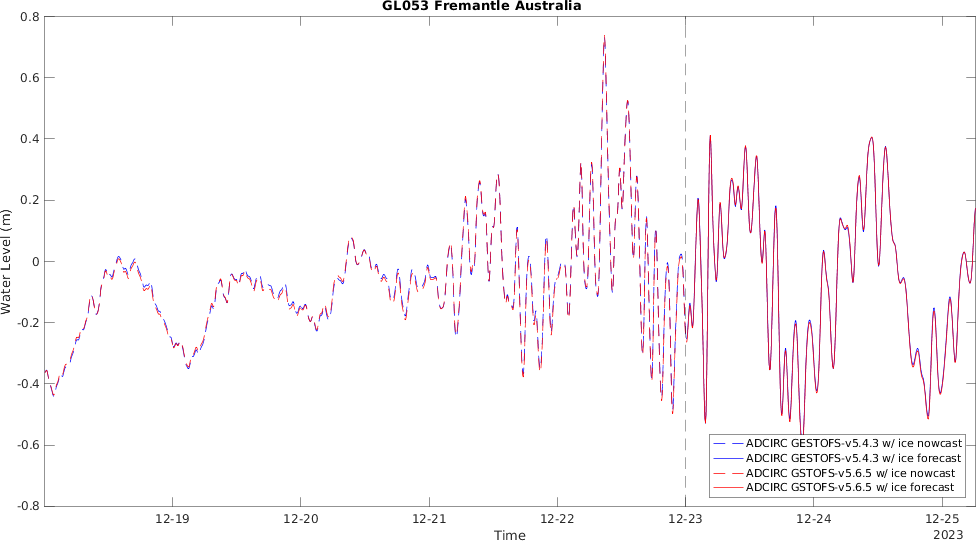 GL053 Fremantle Australia
0.8
0.6
0.4
0.2
0
-0.2
-0.4
-0.6
-0.8
Water Level (m)
12-19
12-20
12-21
12-22
12-23
12-24
12-25
Time
2023
ADCIRC GESTOFS-v5.4.3 w/ ice nowcast
ADCIRC GESTOFS-v5.4.3 w/ ice forecast
ADCIRC GSTOFS-v5.6.5 w/ ice nowcast
ADCIRC GSTOFS-v5.6.5 w/ ice forecast